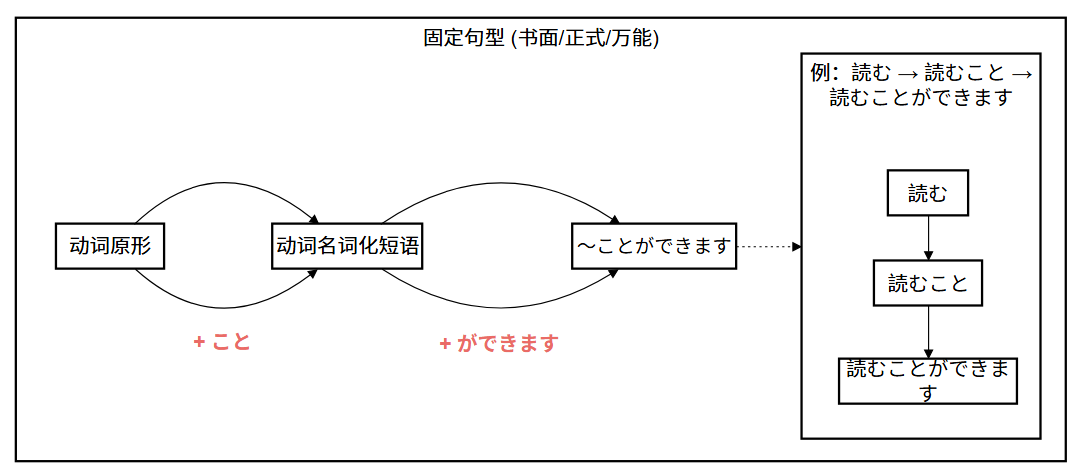 固定句型 (书面/正式/万能)
例：読む → 読むこと →
読むことができます
読む
动词原形
动词名词化短语
～ことができます
読むこと
+ こと
+ ができます
読むことができま
す